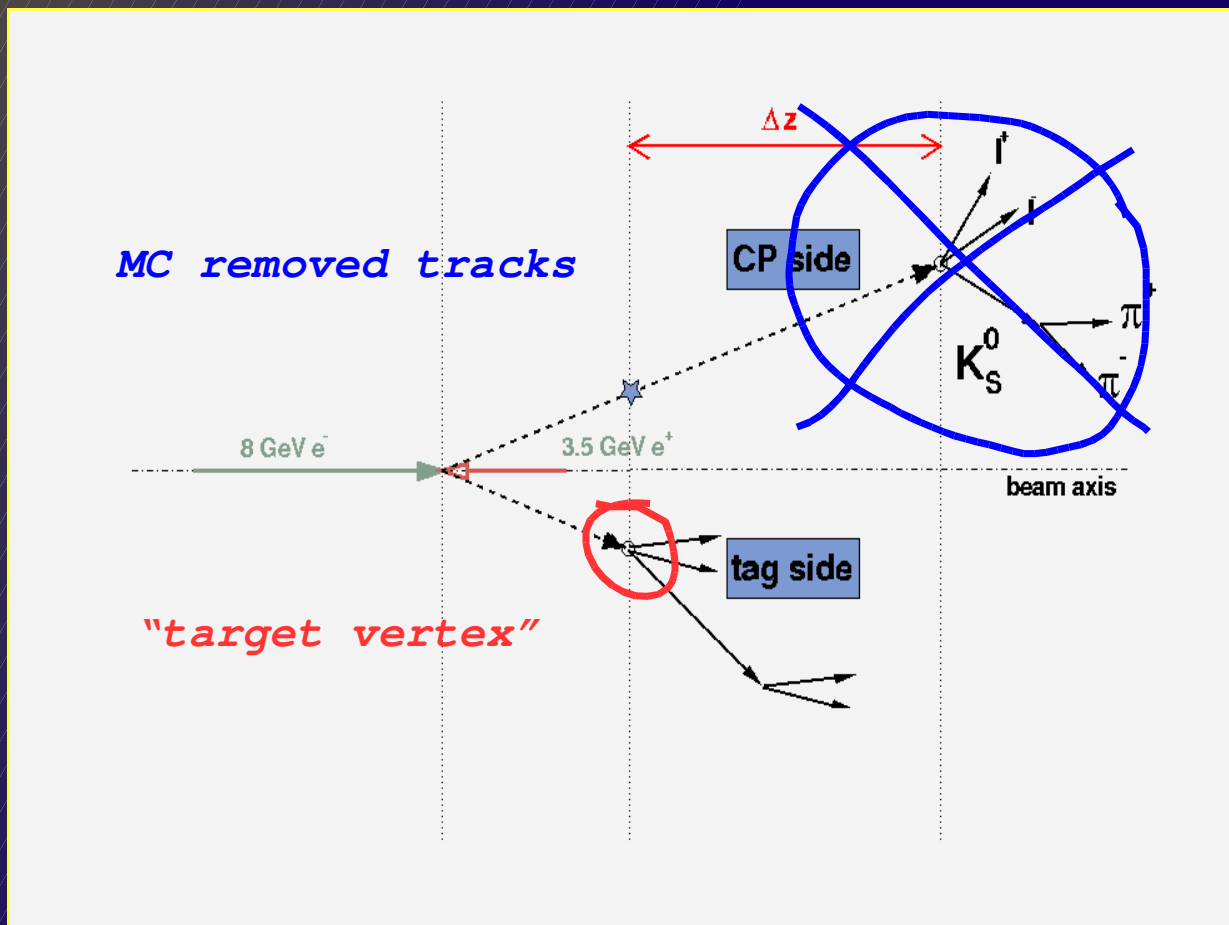 Δz
l⁺
l⁻
MC removed tracks
CP side
π⁺
K⁰S
π⁻
8 GeV e⁻
3.5 GeV e⁺
beam axis
tag side
“target vertex”